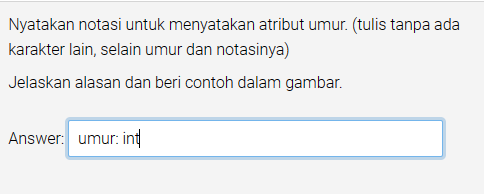 Nyatakan notasi untuk menyatakan atribut umur. (tulis tanpa ada
karakter lain, selain umur dan notasinya)
Jelaskan alasan dan beri contoh dalam gambar.
Answer: umur: int